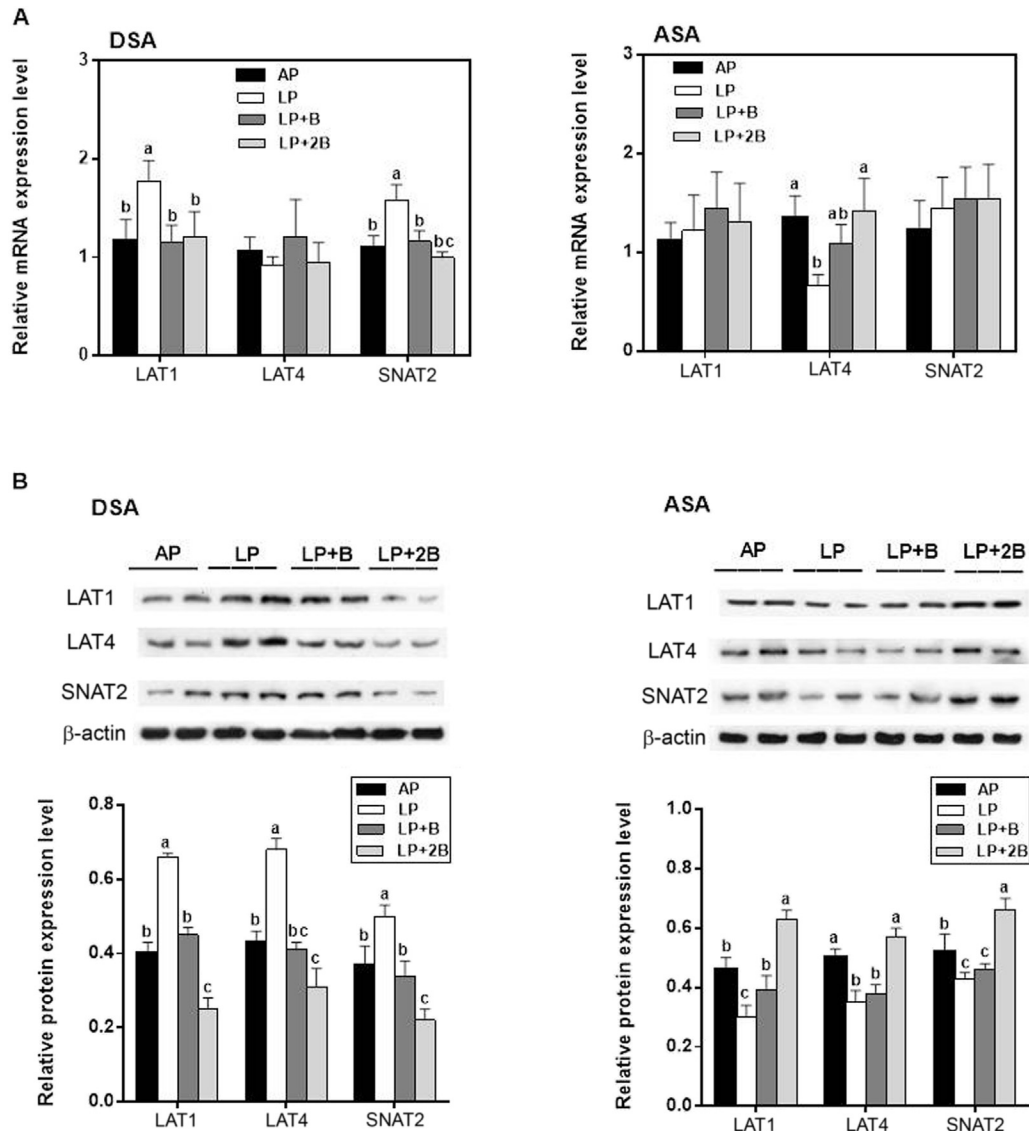 A
DSA
Relative mRNA expression level
3
2
1
0
AP
LP
LP+B
LP+2B
b a b b
a b b bc
LAT1 LAT4 SNAT2
ASA
Relative mRNA expression level
3
2
1
0
AP
LP
LP+B
LP+2B
a b ab a
LAT1 LAT4 SNAT2
B
DSA
AP LP LP+B LP+2B
LAT1
LAT4
SNAT2
β-actin
ASA
AP LP LP+B LP+2B
LAT1
LAT4
SNAT2
β-actin
Relative protein expression level
0.8
0.6
0.4
0.2
0.0
AP
LP
LP+B
LP+2B
b a b c
b a bc c
b a b c
LAT1 LAT4 SNAT2
Relative protein expression level
1.0
0.8
0.6
0.4
0.2
0.0
AP
LP
LP+B
LP+2B
b c b a
a b b a
b c c a
LAT1 LAT4 SNAT2